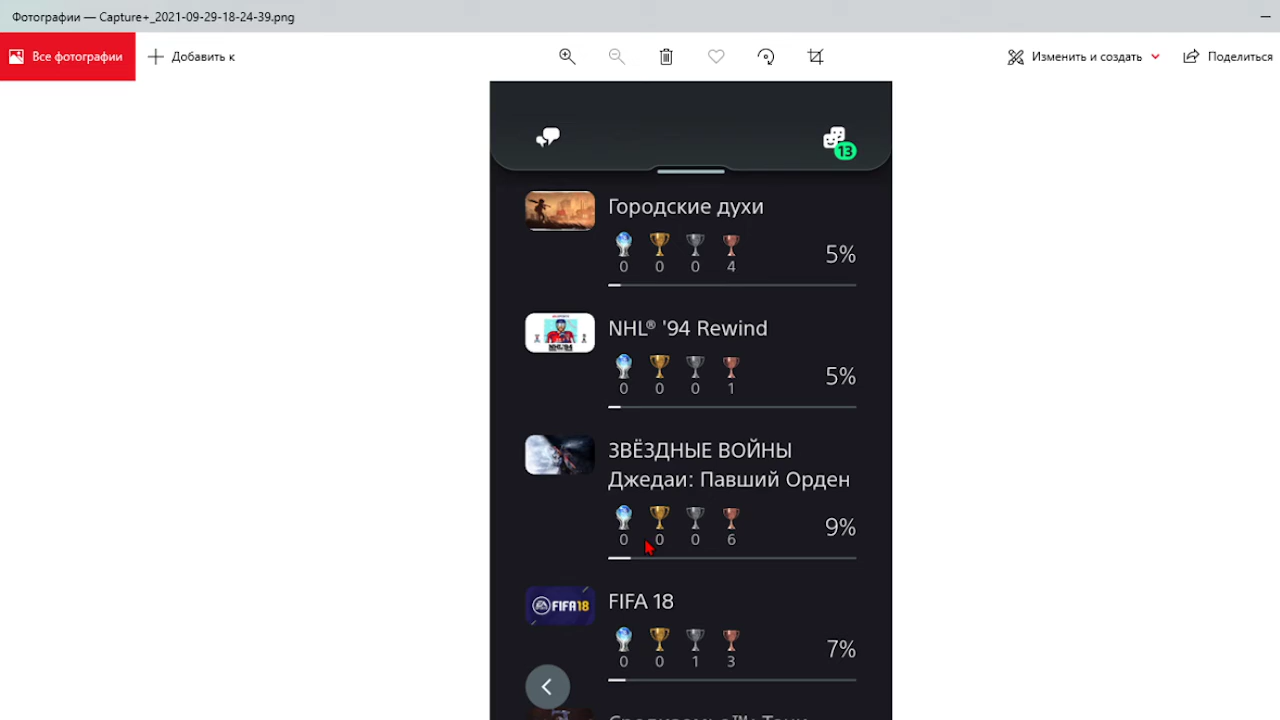 Фотографии — Capture+_2021-09-29-18-24-39.png
Все фотографии
Добавить к
Изменить и создать
Поделиться
13
Городские духи
0 0 0 4
5%
NHL® '94 Rewind
0 0 0 1
5%
ЗВЁЗДНЫЕ ВОЙНЫ
Джедаи: Павший Орден
0 0 0 6
9%
FIFA 18
FIFA 18
0 0 1 3
7%